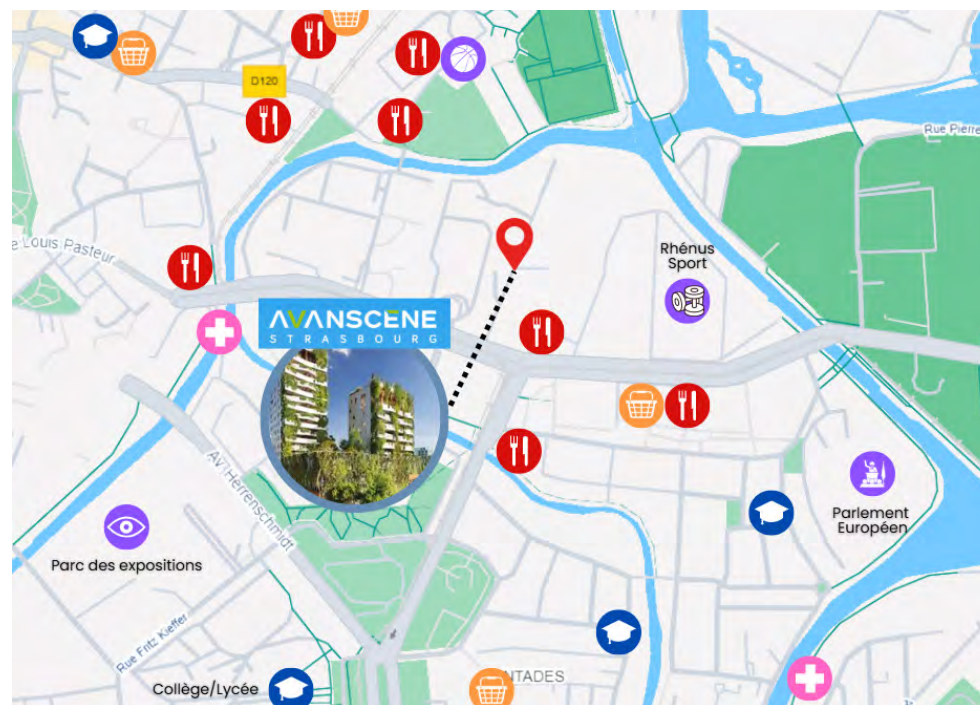 D120
Rue Pierre
e Louis Pasteur
Rhénus
Sport
AVANSCÈNE
STRASBOURG
AV Herrenschmidt
Parlement
Européen
Parc des expositions
Rue Fritz Kieffer
Collège/Lycée
NTADES